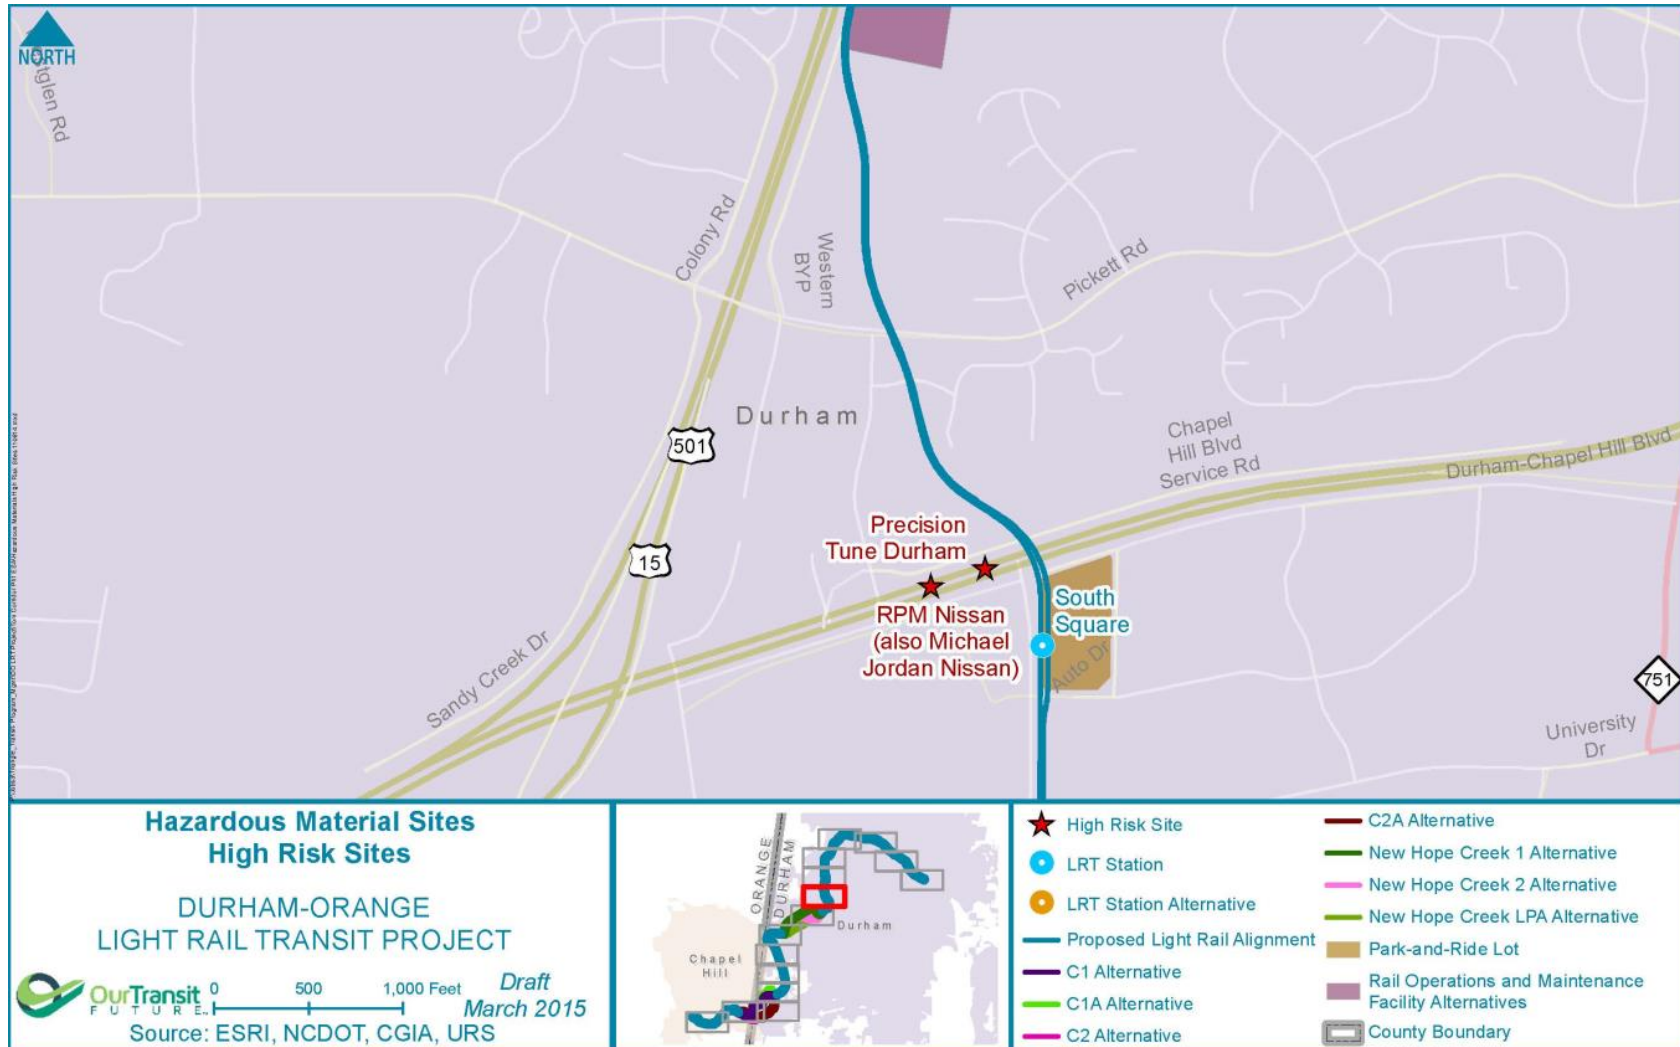 NORTH
Colony Rd
Western
BYP
Pickett Rd
Durham
501
Chapel
Hill Blvd
Service Rd
Durham-Chapel Hill Blvd
Precision
Tune Durham
15
RPM Nissan
(also Michael
Jordan Nissan)
South
Square
Auto Dr
Sandy Creek Dr
751
University
Dr
Hazardous Material Sites
High Risk Sites
DURHAM-ORANGE
LIGHT RAIL TRANSIT PROJECT
OurTransit
FUTURE
0 500 1,000 Feet
Draft
March 2015
Source: ESRI, NCDOT, CGIA, URS
ORANGE
DURHAM
Durham
Chapel
Hill
High Risk Site
LRT Station
LRT Station Alternative
Proposed Light Rail Alignment
C1 Alternative
C1A Alternative
C2 Alternative
C2A Alternative
New Hope Creek 1 Alternative
New Hope Creek 2 Alternative
New Hope Creek LPA Alternative
Park-and-Ride Lot
Rail Operations and Maintenance
Facility Alternatives
County Boundary